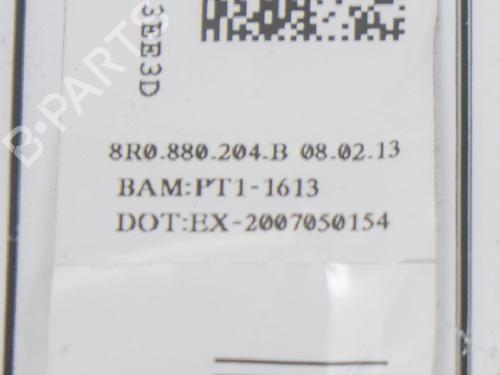 3EE3D
8R0.880.204.B 08.02.13
BAM:PT1-1613
DOT:EX-2007050154
B-PARTS